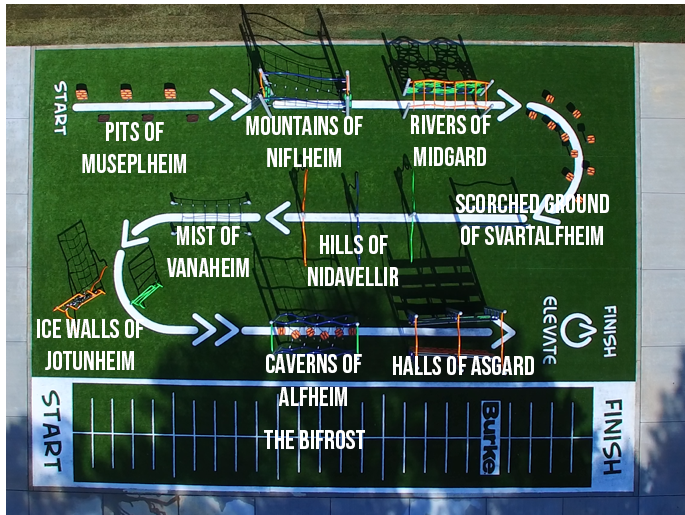 START
PITS OF
MUSEPLHEIM
MOUNTAINS OF
NIFLHEIM
RIVERS OF
MIDGARD
SCORCHED GROUND
OF SVARTALFHEIM
HILLS OF
NIDAVELLIR
MIST OF
VANAHEIM
ICE WALLS OF
JOTUNHEIM
CAVERNS OF
ALFHEIM
HALLS OF ASGARD
ELEVATE
FINISH
START
THE BIFROST
Burke
FINISH